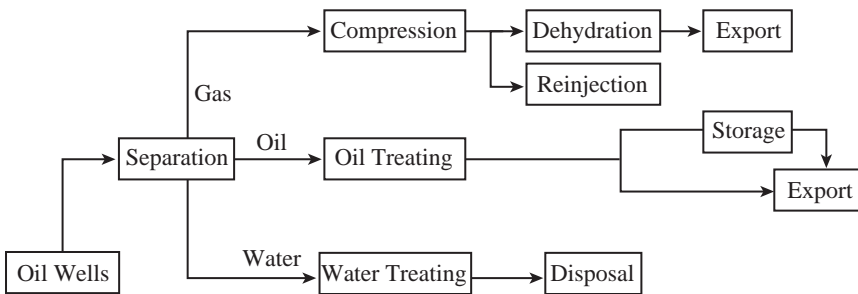 Compression
Dehydration
Export
Gas
Reinjection
Storage
Separation
Oil
Oil Treating
Export
Water
Oil Wells
Water Treating
Disposal